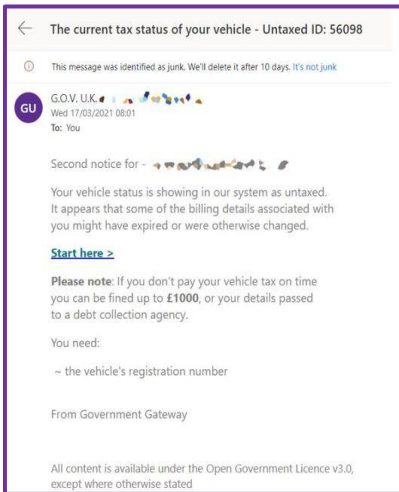 The current tax status of your vehicle - Untaxed ID: 56098
This message was identified as junk. We'll delete it after 10 days. It's not junk
GU
G.O.V. U.K.
Wed 17/03/2021 08:01
To: You
Second notice for -
Your vehicle status is showing in our system as untaxed.
It appears that some of the billing details associated with
you might have expired or were otherwise changed.
Start here >
Please note: If you don't pay your vehicle tax on time
you can be fined up to £1000, or your details passed
to a debt collection agency.
You need:
~ the vehicle's registration number
From Government Gateway
All content is available under the Open Government Licence v3.0,
except where otherwise stated